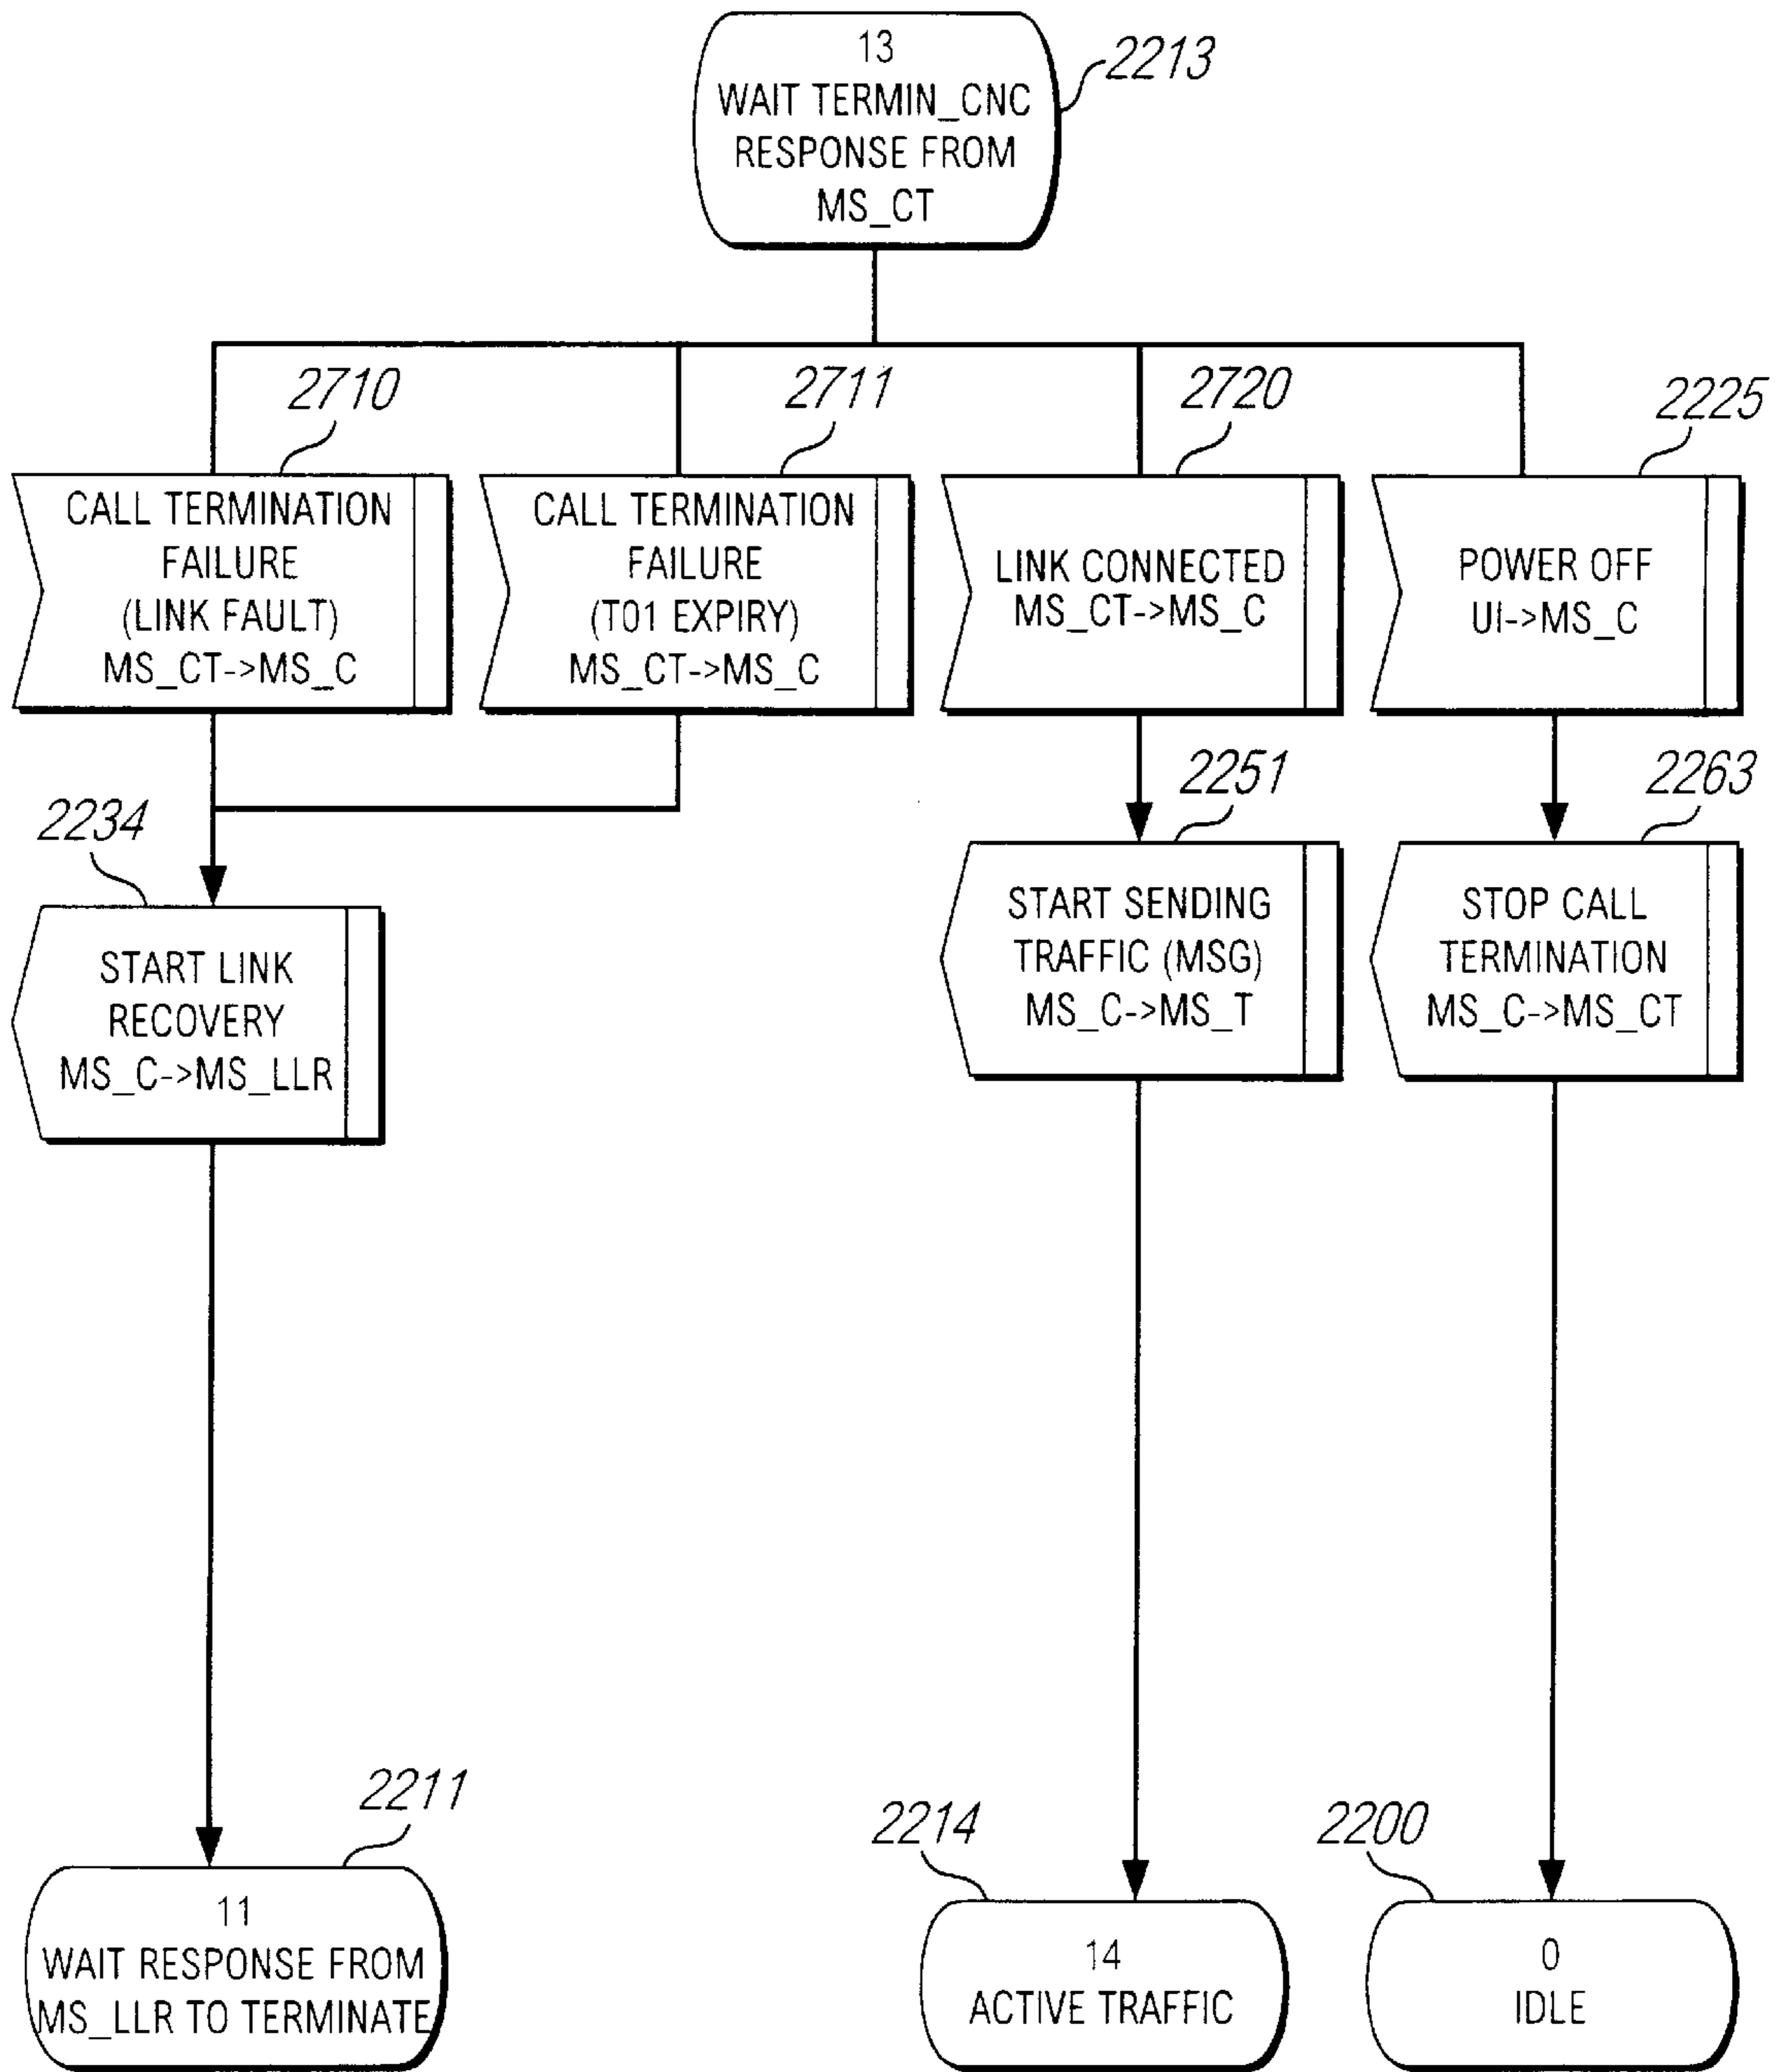 13
WAIT TERMIN_CNC
RESPONSE FROM
MS_CT
2213
2710
2711
2720
2225
CALL TERMINATION
FAILURE
(LINK FAULT)
MS_CT->MS_C
CALL TERMINATION
FAILURE
(T01 EXPIRY)
MS_CT->MS_C
LINK CONNECTED
MS_CT->MS_C
POWER OFF
UI->MS_C
2234
2251
2263
START LINK
RECOVERY
MS_C->MS_LLR
START SENDING
TRAFFIC (MSG)
MS_C->MS_T
STOP CALL
TERMINATION
MS_C->MS_CT
2211
2214
2200
11
WAIT RESPONSE FROM
MS_LLR TO TERMINATE
14
ACTIVE TRAFFIC
0
IDLE